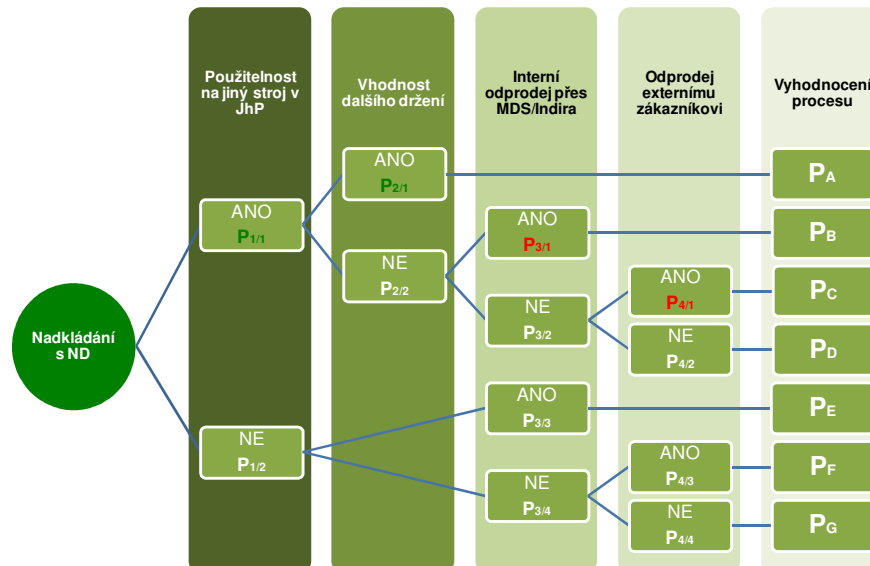 Použitelnost
na jiný stroj v
JhP
Vhodnost
dalšího držení
Interní
odprodej přes
MDS/Indira
Odprodej
externímu
zákazníkovi
Vyhodnocení
procesu
Nadkládání
s ND
ANO
P1/1
NE
P1/2
ANO
P2/1
NE
P2/2
ANO
P3/1
NE
P3/2
ANO
P3/3
NE
P3/4
ANO
P4/1
NE
P4/2
ANO
P4/3
NE
P4/4
PA
PB
PC
PD
PE
PF
PG